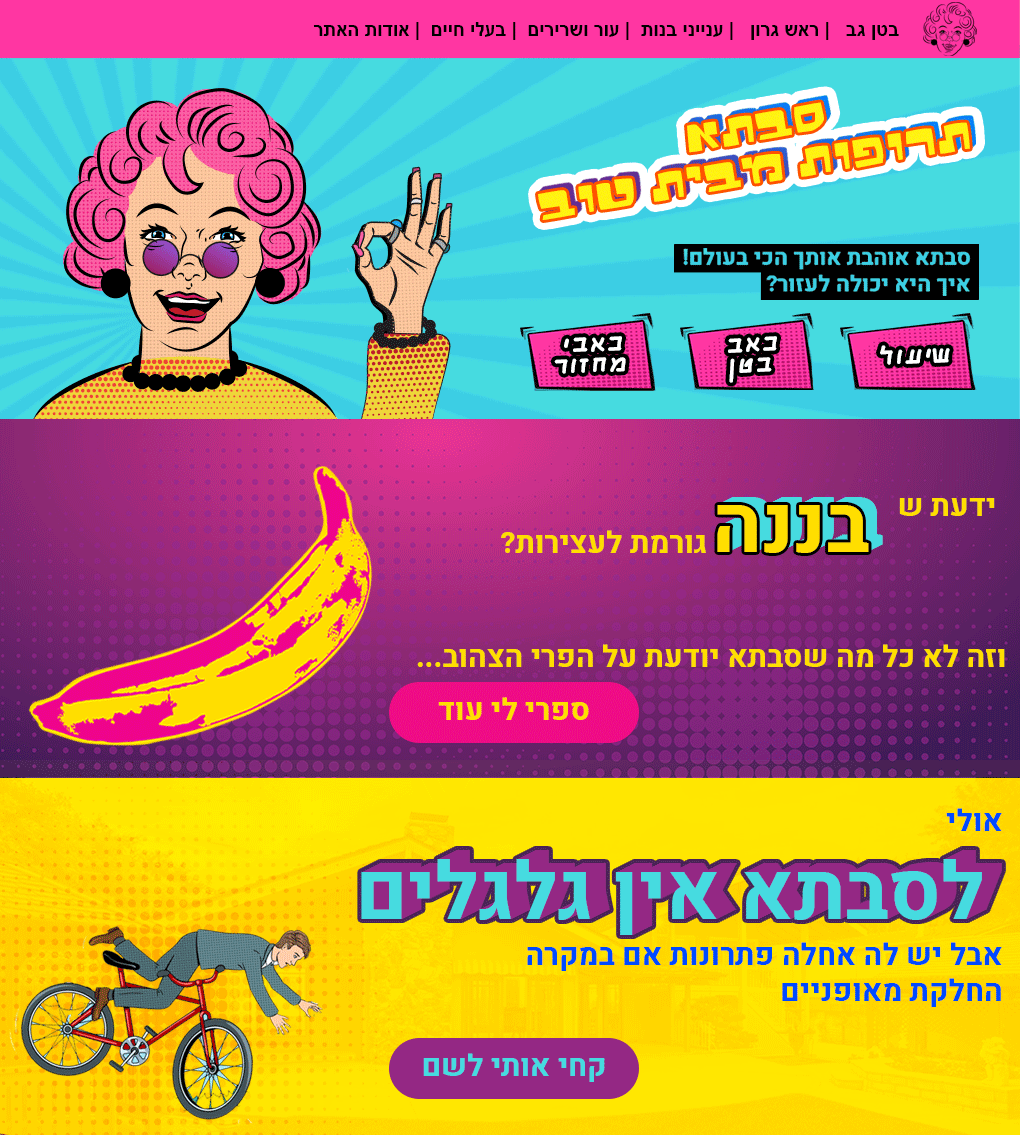 בטן גב | ראש גרון | ענייני בנות | עור ושרירים | בעלי חיים | אודות האתר
סבתא
תרופות מבית טוב
סבתא אוהבת אותך הכי בעולם!
איך היא יכולה לעזור?
שיעול
כאב
בטן
כאבי
מחזור
ידעת ש בננה גורמת לעצירות?
וזה לא כל מה שסבתא יודעת על הפרי הצהוב...
ספרי לי עוד
אולי
לסבתא אין גלגלים
אבל יש לה אחלה פתרונות אם במקרה
החלקת מאופניים
קחי אותי לשם